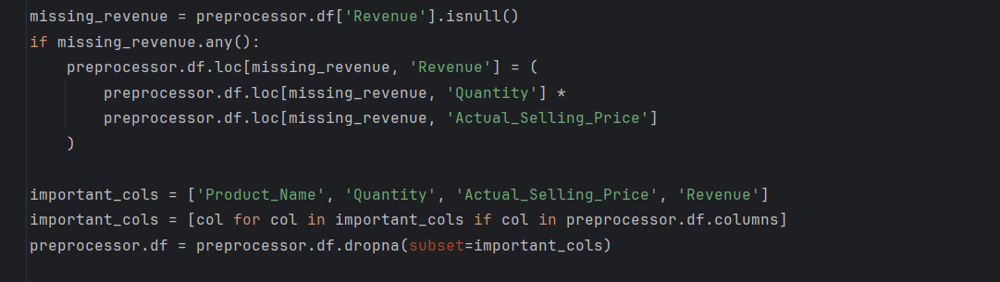 missing_revenue = preprocessor.df['Revenue'].isnull()
if missing_revenue.any():
    preprocessor.df.loc[missing_revenue, 'Revenue'] = (
        preprocessor.df.loc[missing_revenue, 'Quantity'] *
        preprocessor.df.loc[missing_revenue, 'Actual_Selling_Price']
    )
important_cols = ['Product_Name', 'Quantity', 'Actual_Selling_Price', 'Revenue']
important_cols = [col for col in important_cols if col in preprocessor.df.columns]
preprocessor.df = preprocessor.df.dropna(subset=important_cols)